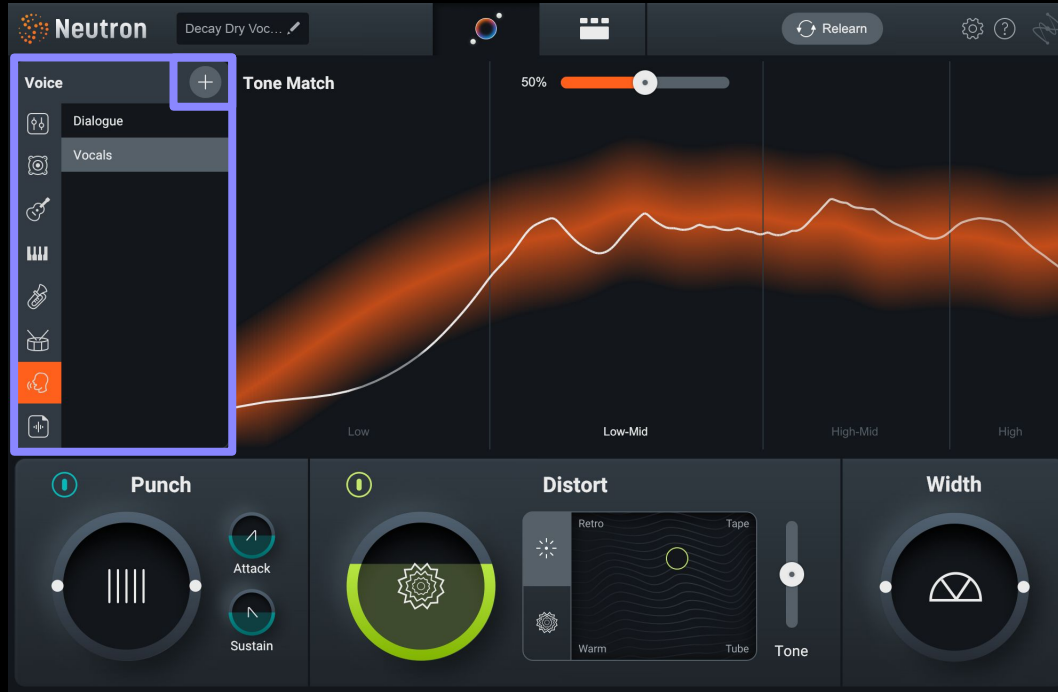 Neutron
Decay Dry Voc...
Relearn
Voice
Tone Match
50%
Dialogue
Vocals
Low
Low-Mid
High-Mid
High
Punch
Distort
Width
Attack
Sustain
Retro
Tape
Warm
Tube
Tone